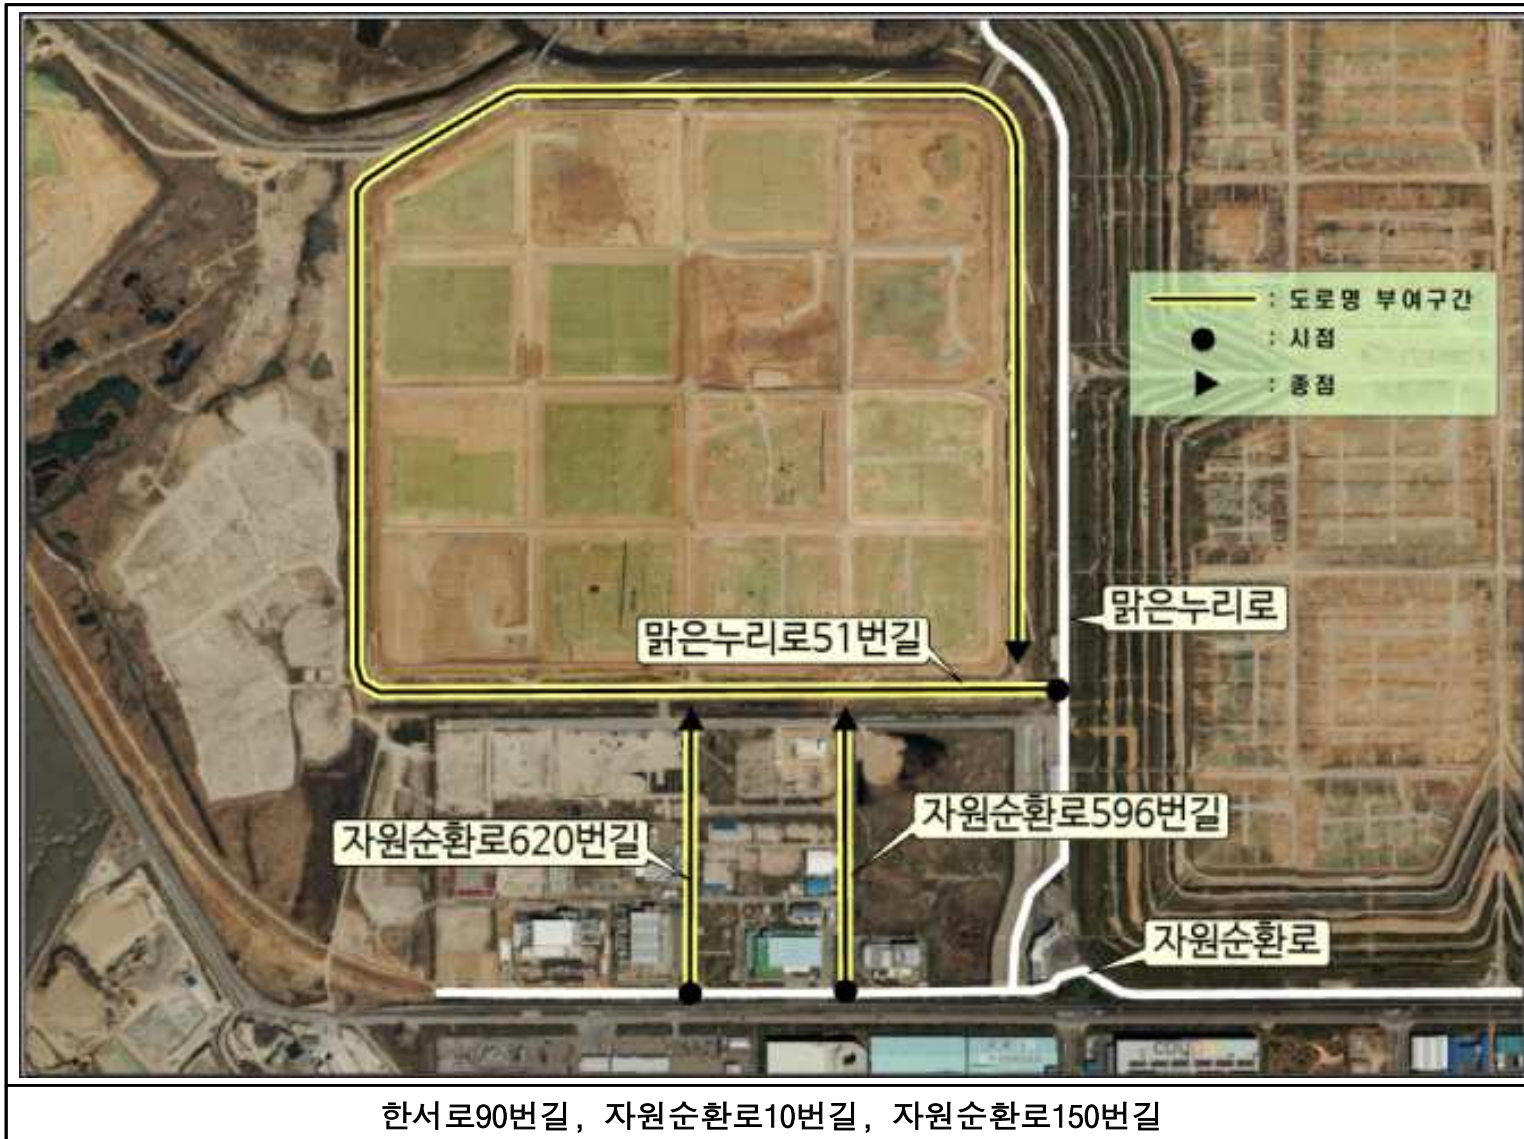 : 도로명 부여구간
: 시점
: 종점
맑은누리로
맑은누리로51번길
자원순환로596번길
자원순환로620번길
자원순환로
한서로90번길, 자원순환로10번길, 자원순환로150번길